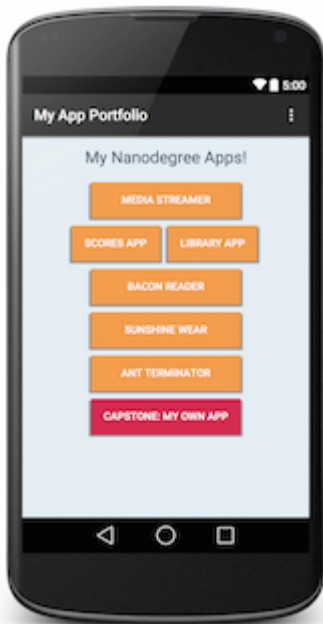 5:00
My App Portfolio
My Nanodegree Apps!
MEDIA STREAMER
SCORES APP LIBRARY APP
BACON READER
SUNSHINE WEAR
ANT TERMINATOR
CAPSTONE: MY OWN APP